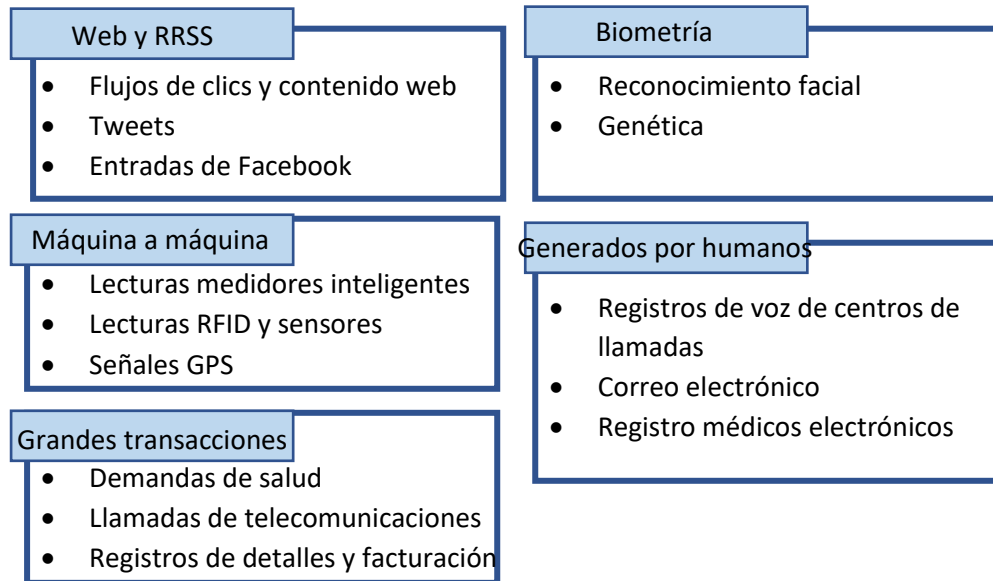 Web y RRSS
• Flujos de clics y contenido web
• Tweets
• Entradas de Facebook
Biometría
• Reconocimiento facial
• Genética
Máquina a máquina
• Lecturas medidores inteligentes
• Lecturas RFID y sensores
• Señales GPS
Generados por humanos
• Registros de voz de centros de
llamadas
• Correo electrónico
• Registro médicos electrónicos
Grandes transacciones
• Demandas de salud
• Llamadas de telecomunicaciones
• Registros de detalles y facturación